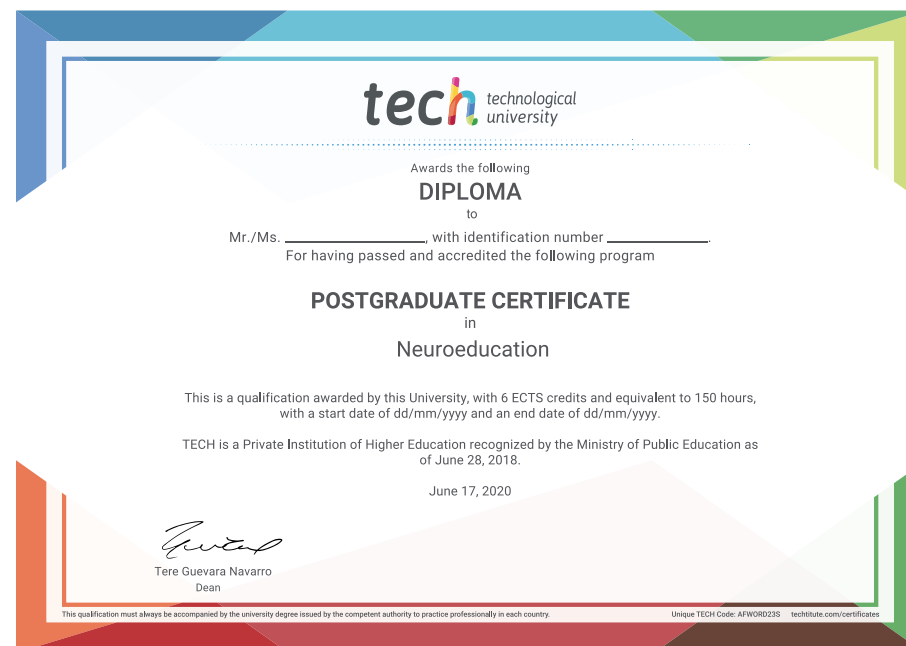 tech technological
university
Awards the following
DIPLOMA
to
Mr./Ms. ____________________, with identification number ______________.
For having passed and accredited the following program
POSTGRADUATE CERTIFICATE
in
Neuroeducation
This is a qualification awarded by this University, with 6 ECTS credits and equivalent to 150 hours,
with a start date of dd/mm/yyyy and an end date of dd/mm/yyyy.
TECH is a Private Institution of Higher Education recognized by the Ministry of Public Education as
of June 28, 2018.
June 17, 2020
Tere Guevara Navarro
Dean
This qualification must always be accompanied by the university degree issued by the competent authority to practice professionally in each country. Unique TECH Code: AFWORD23S techtitute.com/certificates